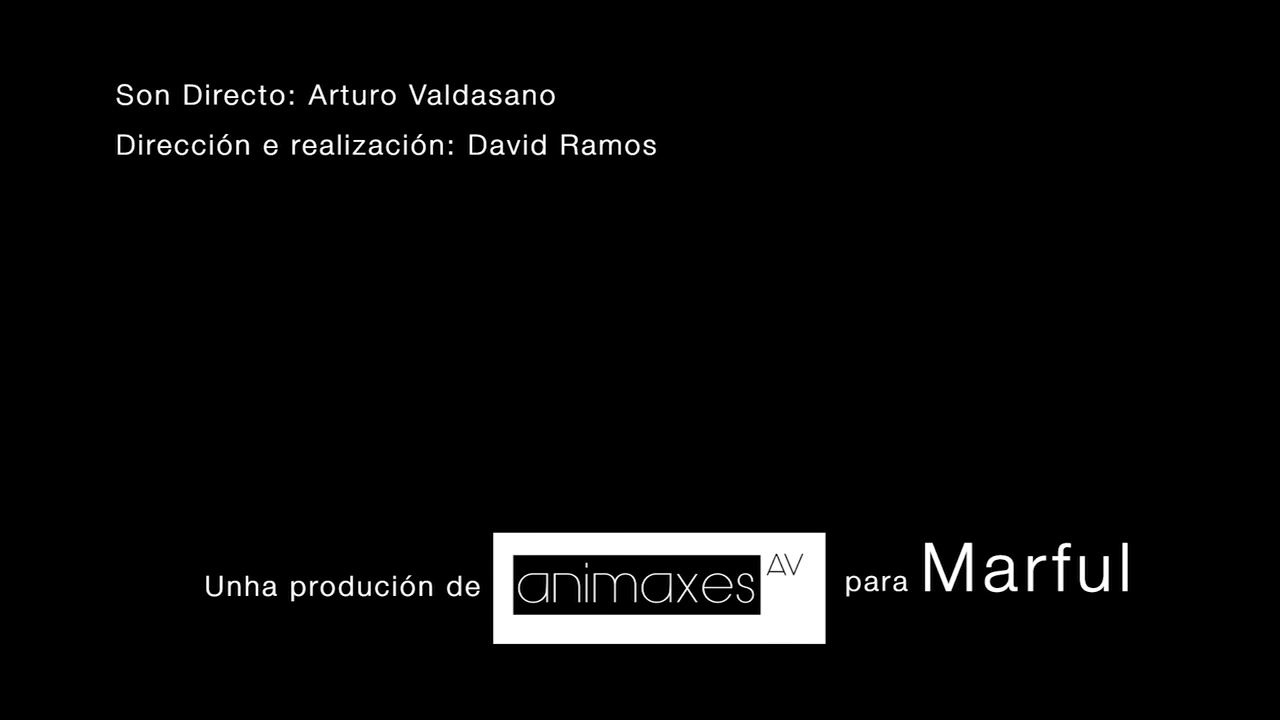 Son Directo: Arturo Valdasano
Dirección e realización: David Ramos
Unha produción de animaxes AV para Marful